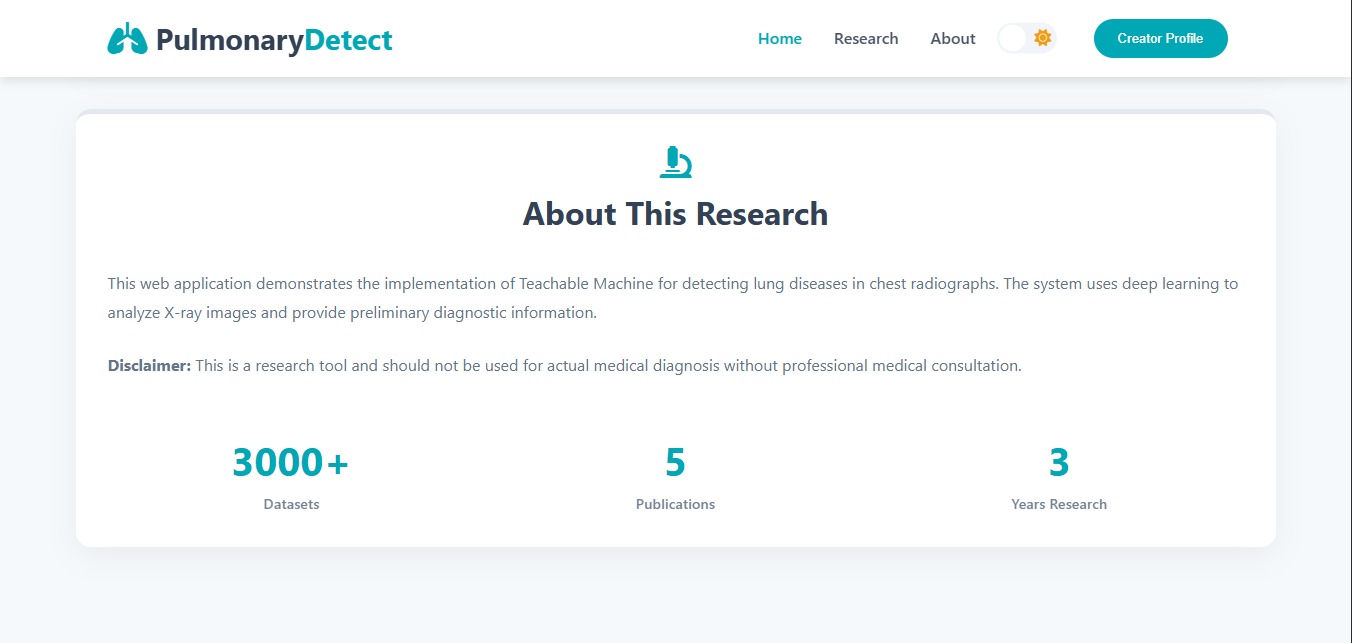 PulmonaryDetect
Home
Research
About
Creator Profile
About This Research
This web application demonstrates the implementation of Teachable Machine for detecting lung diseases in chest radiographs. The system uses deep learning to
analyze X-ray images and provide preliminary diagnostic information.
Disclaimer: This is a research tool and should not be used for actual medical diagnosis without professional medical consultation.
3000+
Datasets
5
Publications
3
Years Research